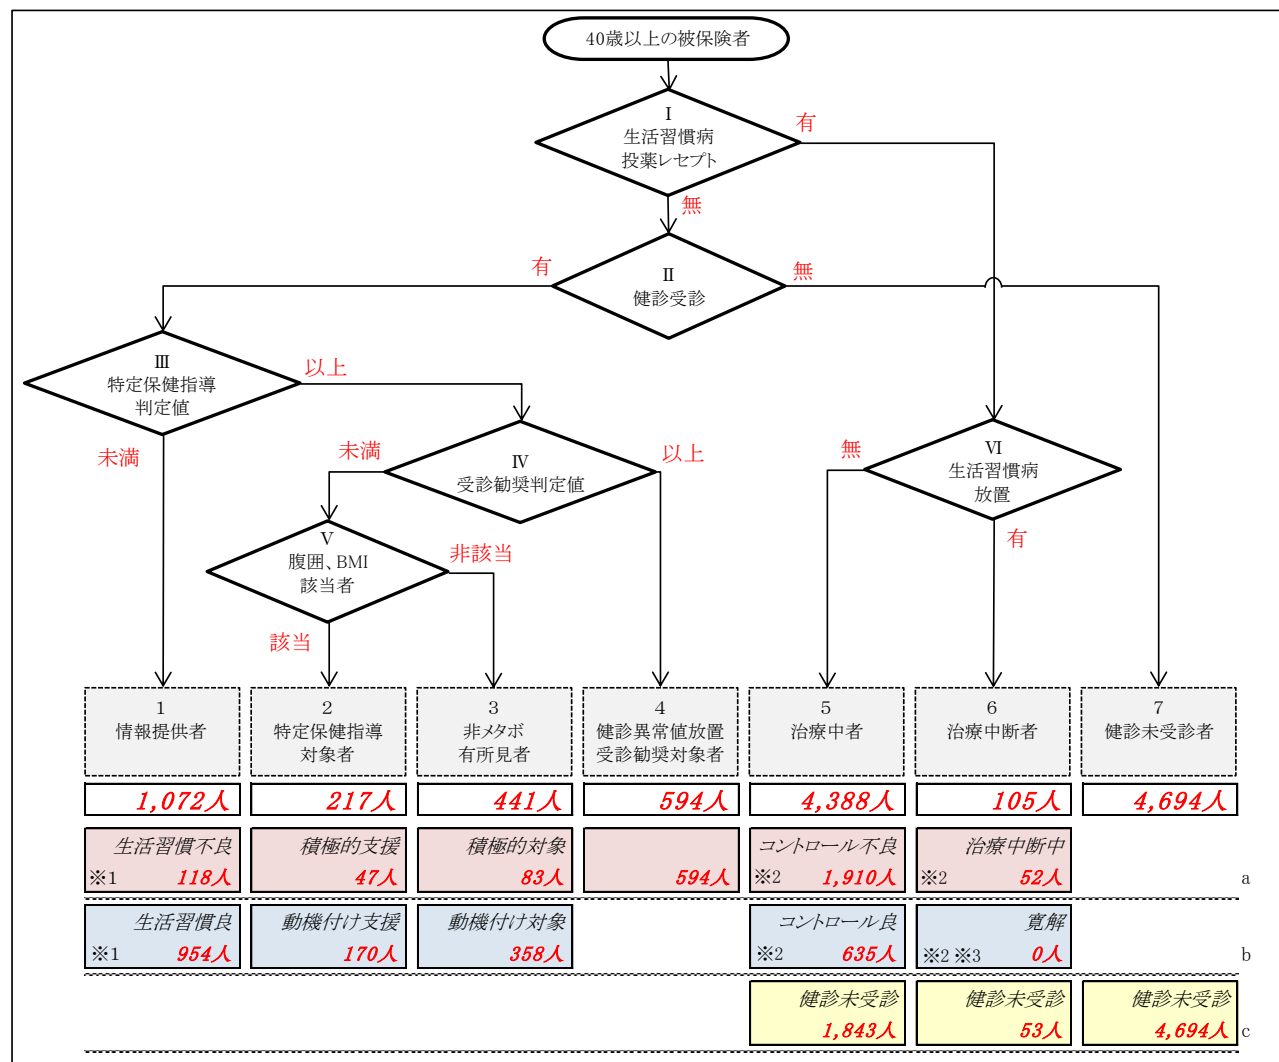 40歳以上の被保険者
Ⅰ
生活習慣病
投薬レセプト
有
無
Ⅱ
健診受診
有
無
Ⅲ
特定保健指導
判定値
以上
未満
Ⅳ
受診勧奨判定値
未満
以上
Ⅵ
生活習慣病
放置
無
有
Ⅴ
腹囲、BMI
該当者
非該当
該当
1
情報提供者
2
特定保健指導
対象者
3
非メタボ
有所見者
4
健診異常値放置
受診勧奨対象者
5
治療中者
6
治療中断者
7
健診未受診者
1,072人
217人
441人
594人
4,388人
105人
4,694人
生活習慣不良
※1 118人
積極的支援
47人
積極的対象
83人
594人
コントロール不良
※2 1,910人
治療中断中
※2 52人
a
生活習慣良
※1 954人
動機付け支援
170人
動機付け対象
358人
コントロール良
※2 635人
寛解
※2 ※3 0人
b
健診未受診
1,843人
健診未受診
53人
健診未受診
4,694人
c